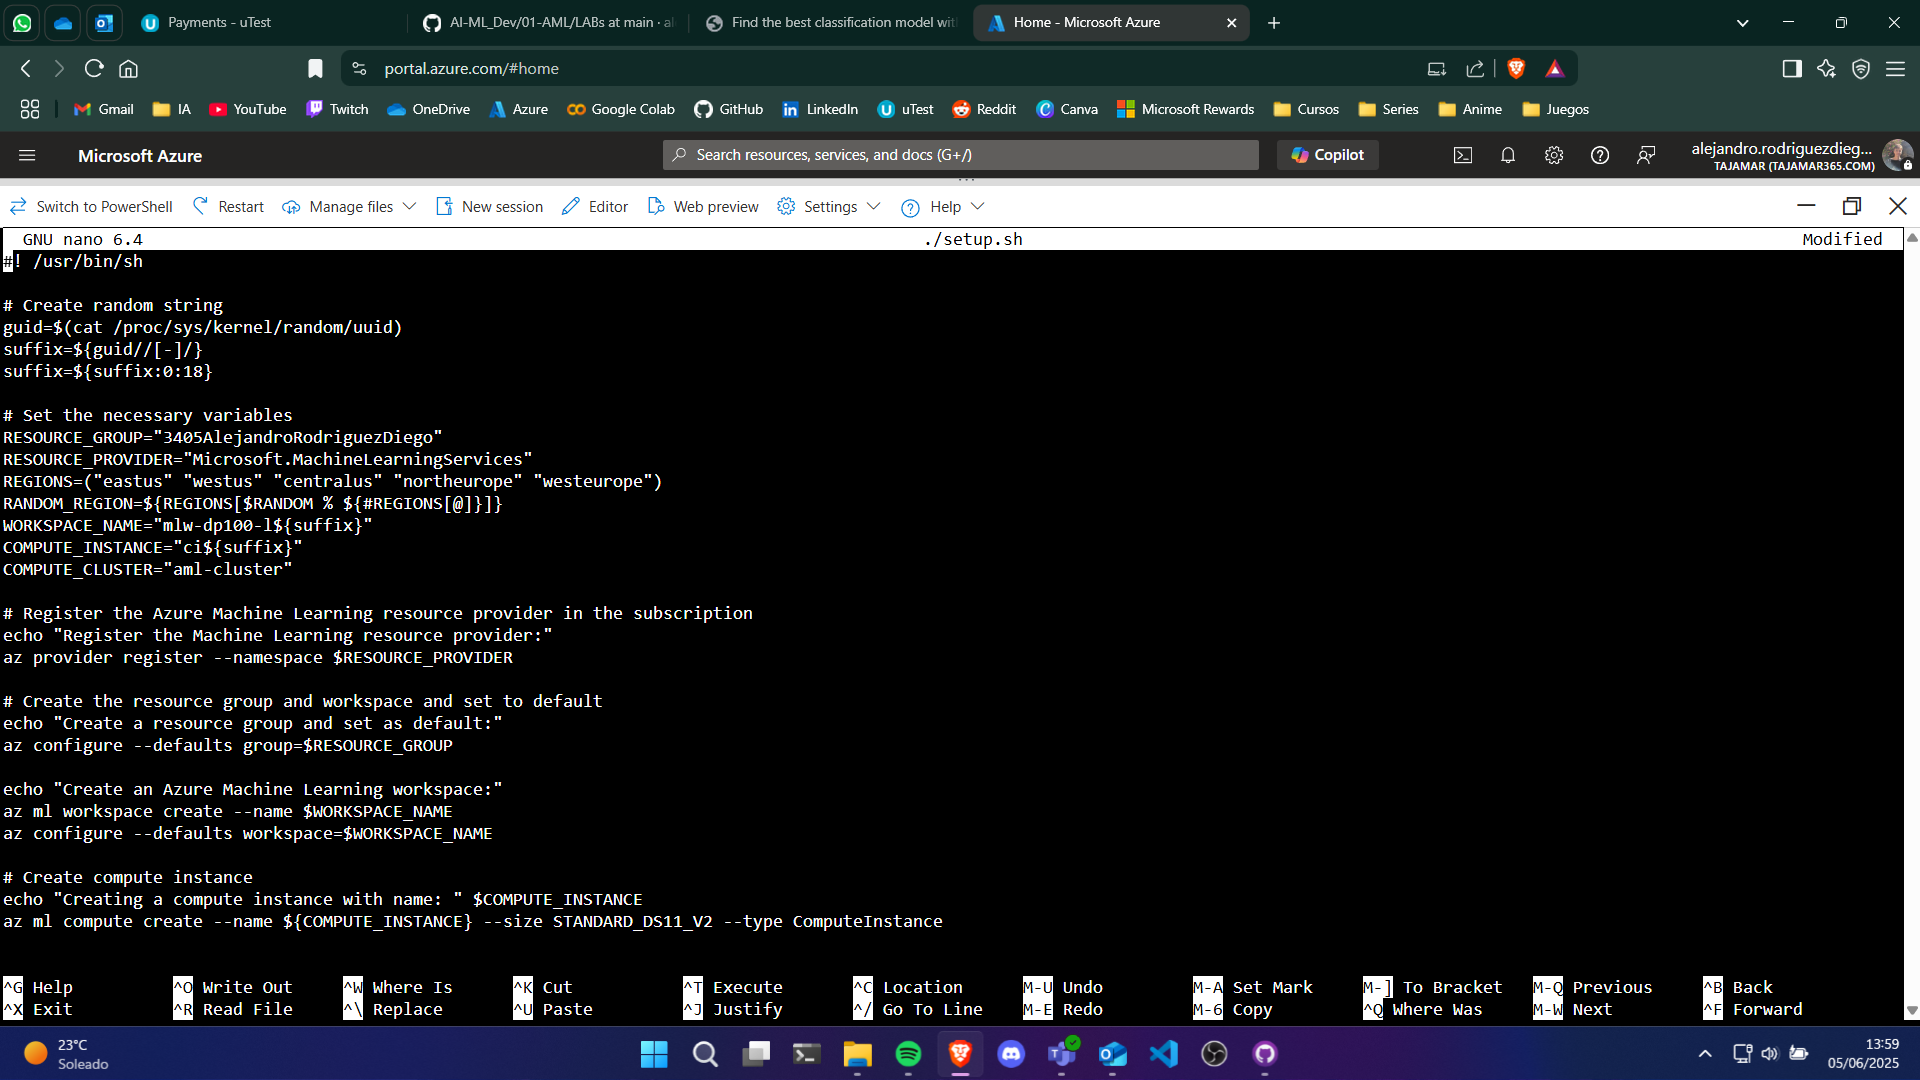 Payments - uTest
AI-ML_Dev/01-AML/LABs at main · al
Find the best classification model wit
Home - Microsoft Azure
portal.azure.com/#home
Gmail
IA
YouTube
Twitch
OneDrive
Azure
Google Colab
GitHub
LinkedIn
uTest
Reddit
Canva
Microsoft Rewards
Cursos
Series
Anime
Juegos
Microsoft Azure
Search resources, services, and docs (G+/)
Copilot
alejandro.rodriguezdieg...
TAJAMAR (TAJAMAR365.COM)
Switch to PowerShell
Restart
Manage files
New session
Editor
Web preview
Settings
Help
GNU nano 6.4 ./setup.sh Modified
#! /usr/bin/sh
# Create random string
guid=$(cat /proc/sys/kernel/random/uuid)
suffix=${guid//[-]/}
suffix=${suffix:0:18}
# Set the necessary variables
RESOURCE_GROUP="3405AlejandroRodriguezDiego"
RESOURCE_PROVIDER="Microsoft.MachineLearningServices"
REGIONS=("eastus" "westus" "centralus" "northeurope" "westeurope")
RANDOM_REGION=${REGIONS[$RANDOM % ${#REGIONS[@]}]}
WORKSPACE_NAME="mlw-dp100-l${suffix}"
COMPUTE_INSTANCE="ci${suffix}"
COMPUTE_CLUSTER="aml-cluster"
# Register the Azure Machine Learning resource provider in the subscription
echo "Register the Machine Learning resource provider:"
az provider register --namespace $RESOURCE_PROVIDER
# Create the resource group and workspace and set to default
echo "Create a resource group and set as default:"
az configure --defaults group=$RESOURCE_GROUP
echo "Create an Azure Machine Learning workspace:"
az ml workspace create --name $WORKSPACE_NAME
az configure --defaults workspace=$WORKSPACE_NAME
# Create compute instance
echo "Creating a compute instance with name: " $COMPUTE_INSTANCE
az ml compute create --name ${COMPUTE_INSTANCE} --size STANDARD_DS11_V2 --type ComputeInstance
^G Help ^O Write Out ^W Where Is ^K Cut ^T Execute ^C Location M-U Undo M-A Set Mark M-] To Bracket M-Q Previous ^B Back
^X Exit ^R Read File ^\ Replace ^U Paste ^J Justify ^/ Go To Line M-E Redo M-6 Copy ^Q Where Was M-W Next ^F Forward
23°C
Soleado
13:59
05/06/2025